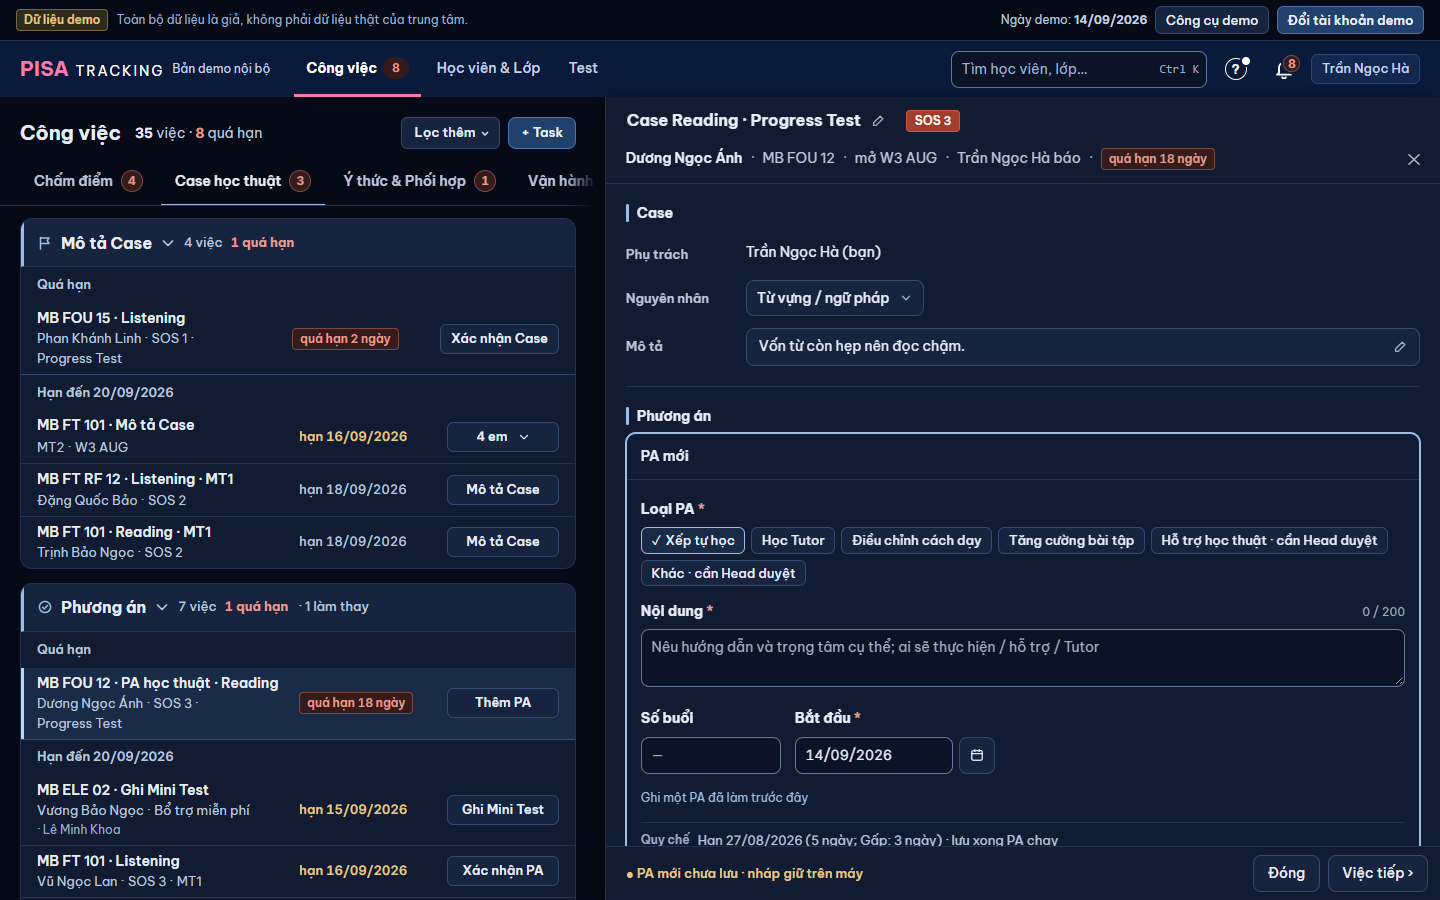 Dữ liệu demo Toàn bộ dữ liệu là giả, không phải dữ liệu thật của trung tâm. Ngày demo: 14/09/2026 Công cụ demo Đổi tài khoản demo
PISA TRACKING Bản demo nội bộ Công việc 8 Học viên & Lớp Test Tìm học viên, lớp... Ctrl K ? 8 Trần Ngọc Hà
Công việc 35 việc · 8 quá hạn Lọc thêm + Task
Chấm điểm 4 Case học thuật 3 Ý thức & Phối hợp 1 Vận hành
Mô tả Case 4 việc 1 quá hạn
Quá hạn
MB FOU 15 · Listening
Phan Khánh Linh · SOS 1 ·
Progress Test
quá hạn 2 ngày
Xác nhận Case
Hạn đến 20/09/2026
MB FT 101 · Mô tả Case
MT2 · W3 AUG
hạn 16/09/2026
4 em
MB FT RF 12 · Listening · MT1
Đặng Quốc Bảo · SOS 2
hạn 18/09/2026
Mô tả Case
MB FT 101 · Reading · MT1
Trịnh Bảo Ngọc · SOS 2
hạn 18/09/2026
Mô tả Case
Phương án 7 việc 1 quá hạn · 1 làm thay
Quá hạn
MB FOU 12 · PA học thuật · Reading
Dương Ngọc Ánh · SOS 3 ·
Progress Test
quá hạn 18 ngày
Thêm PA
Hạn đến 20/09/2026
MB ELE 02 · Ghi Mini Test
Vương Bảo Ngọc · Bổ trợ miễn phí
· Lê Minh Khoa
hạn 15/09/2026
Ghi Mini Test
MB FT 101 · Listening
Vũ Ngọc Lan · SOS 3 · MT1
hạn 16/09/2026
Xác nhận PA
Case Reading · Progress Test SOS 3
Dương Ngọc Ánh · MB FOU 12 · mở W3 AUG · Trần Ngọc Hà báo · quá hạn 18 ngày
Case
Phụ trách Trần Ngọc Hà (bạn)
Nguyên nhân Từ vựng / ngữ pháp
Mô tả Vốn từ còn hẹp nên đọc chậm.
Phương án
PA mới
Loại PA *
✓ Xếp tự học Học Tutor Điều chỉnh cách dạy Tăng cường bài tập Hỗ trợ học thuật · cần Head duyệt
Khác · cần Head duyệt
Nội dung * 0 / 200
Nêu hướng dẫn và trọng tâm cụ thể; ai sẽ thực hiện / hỗ trợ / Tutor
Số buổi Bắt đầu *
— 14/09/2026
Ghi một PA đã làm trước đây
Quy chế Hạn 27/08/2026 (5 ngày; Gấp: 3 ngày) · lưu xong PA chạy
● PA mới chưa lưu · nháp giữ trên máy Đóng Việc tiếp ›